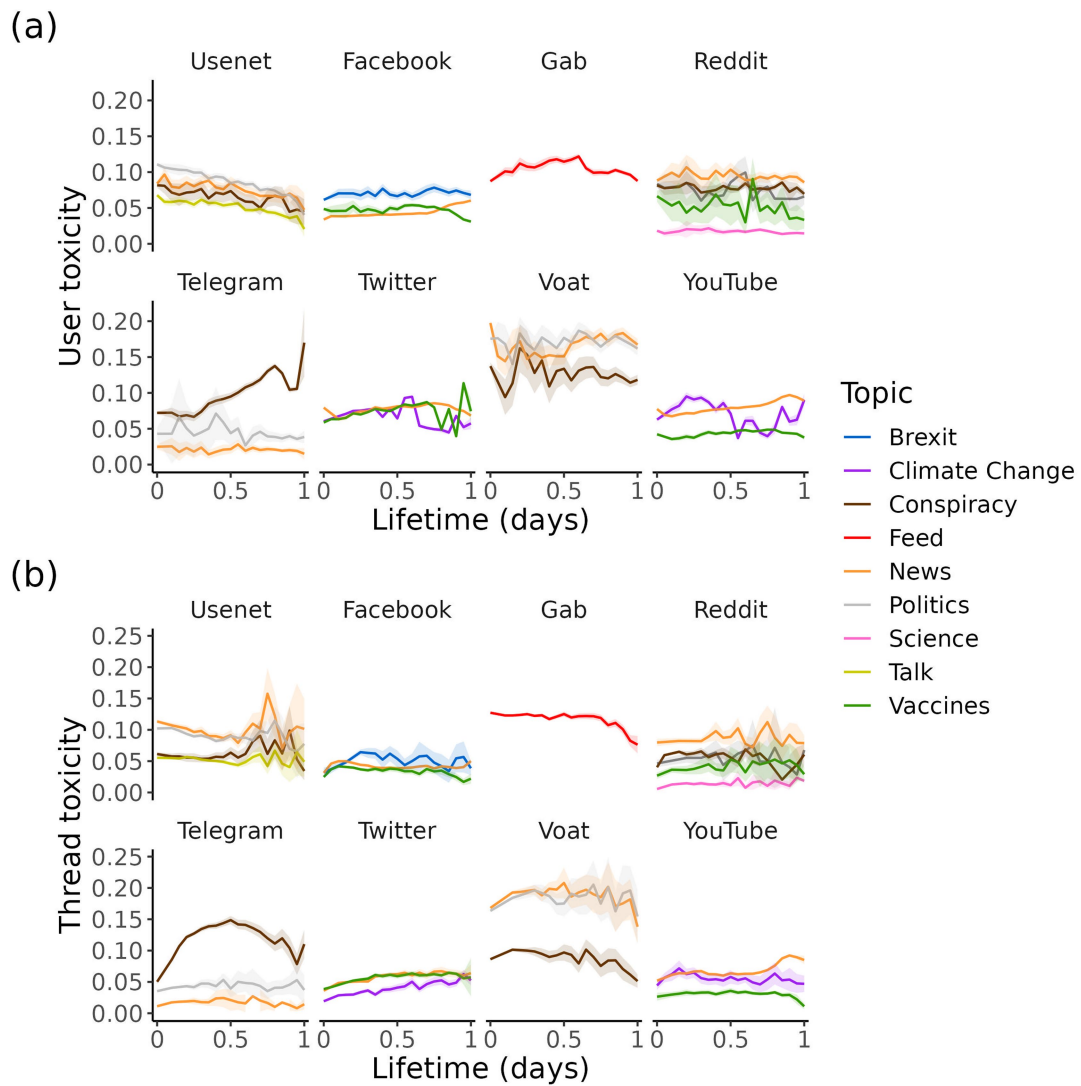 (a)
Usenet Facebook Gab Reddit
0.20
0.15
0.10
0.05
0.00
Telegram Twitter Voat YouTube
0.20
0.15
0.10
0.05
0.00
0 0.5 1 0 0.5 1 0 0.5 1 0 0.5 1
User toxicity
Lifetime (days)
(b)
Usenet Facebook Gab Reddit
0.25
0.20
0.15
0.10
0.05
0.00
Telegram Twitter Voat YouTube
0.25
0.20
0.15
0.10
0.05
0.00
0 0.5 1 0 0.5 1 0 0.5 1 0 0.5 1
Thread toxicity
Lifetime (days)
Topic
Brexit
Climate Change
Conspiracy
Feed
News
Politics
Science
Talk
Vaccines